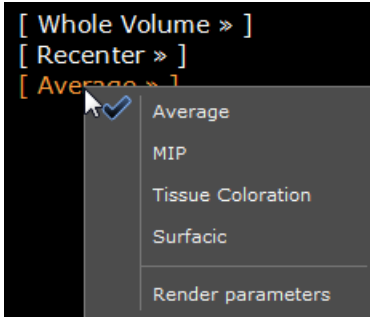 [ Whole Volume » ]
[ Recenter » ]
[ Average » ]
Average
MIP
Tissue Coloration
Surfacic
Render parameters